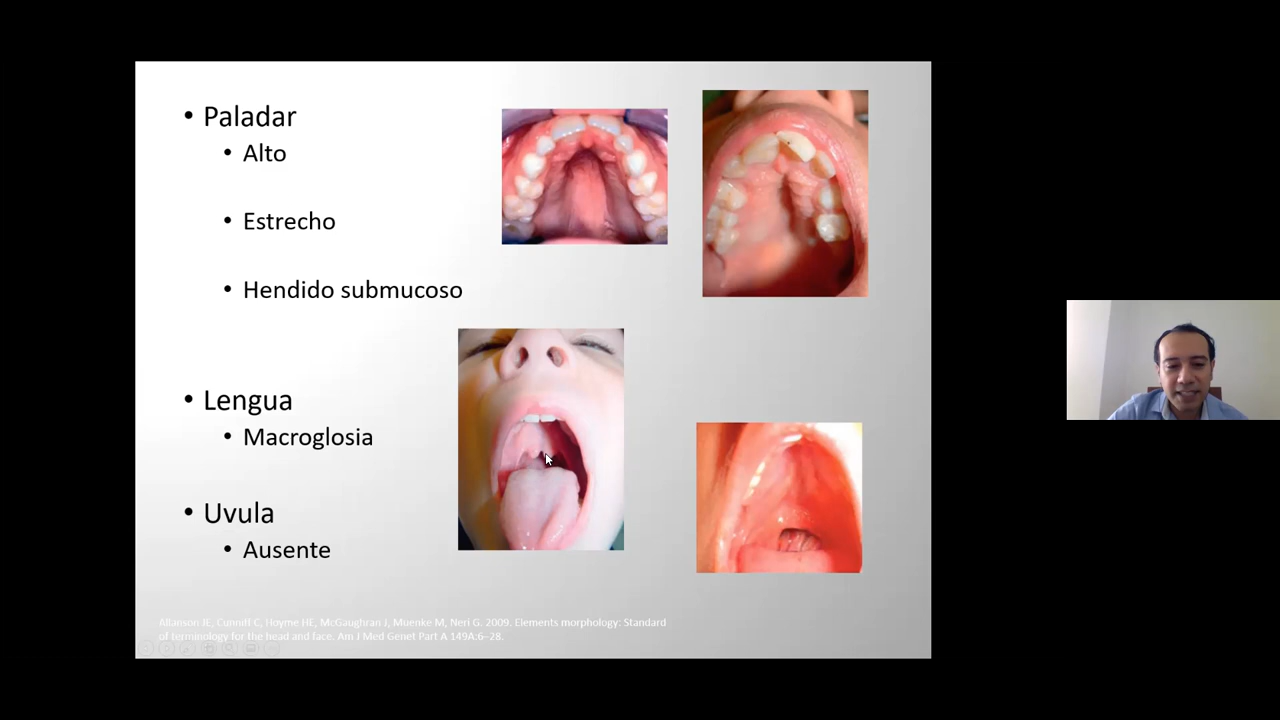 • Paladar
• Alto
• Estrecho
• Hendido submucoso
• Lengua
• Macroglosia
• Uvula
• Ausente
Allanson JE, Cunniff C, Hoyme HE, McGaughran J, Muenke M, Neri G. 2009. Elements morphology: Standard
of terminology for the head and face. Am J Med Genet Part A 149A:6–28.